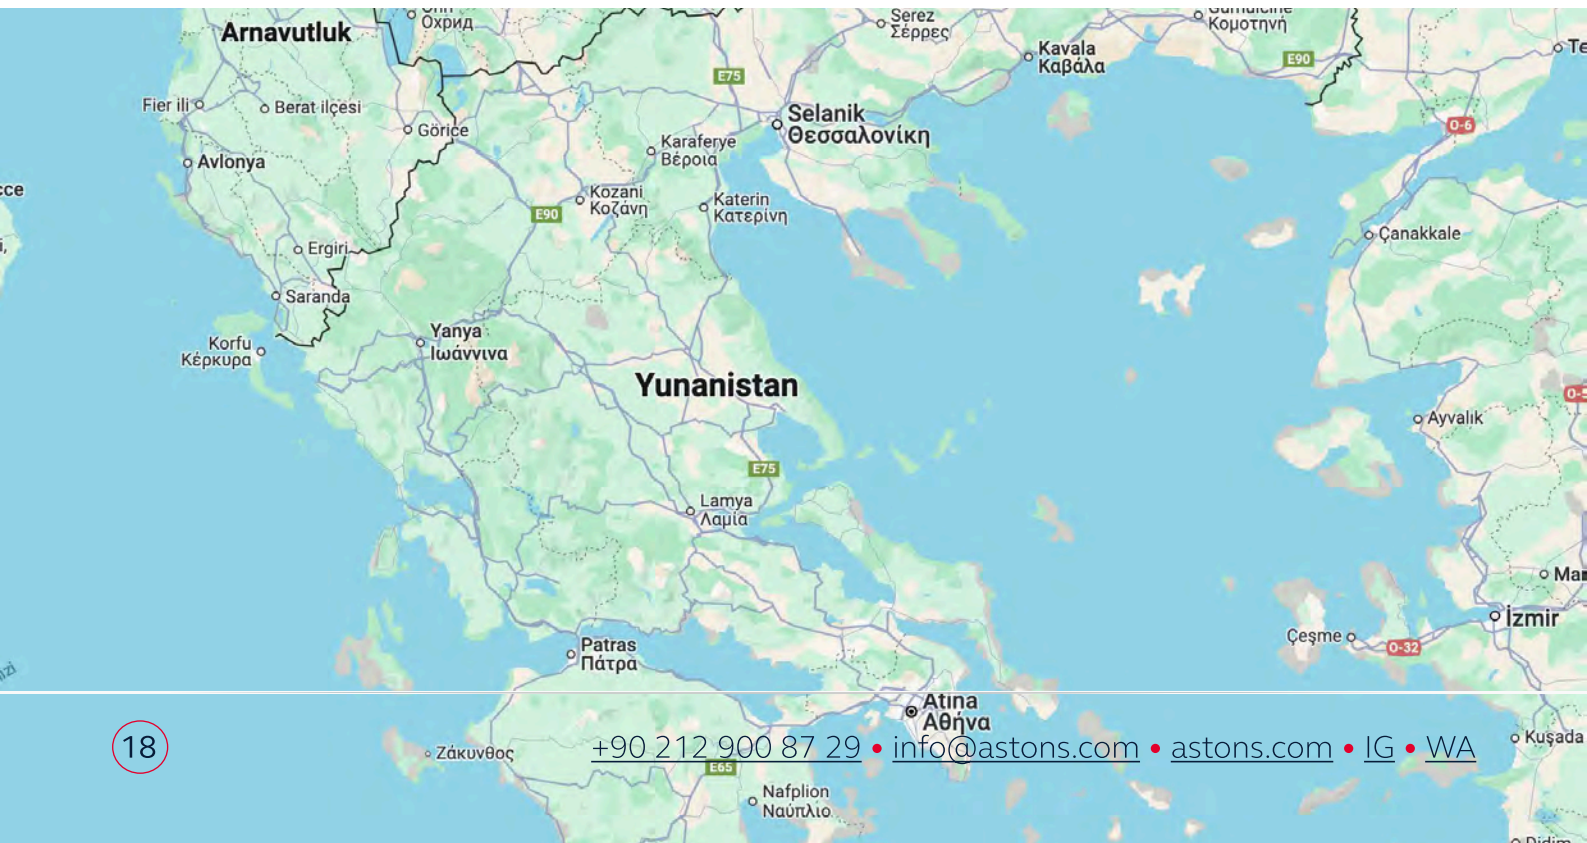 Arnavutluk
Охрид
Serez
Σέρρες
Κομοτηνή
Kavala
Καβάλα
E90
E75
Fier ili
Berat ilçesi
Görice
Selanik
Θεσσαλονίκη
O-6
Avlonya
Karaferye
Βέροια
Kozani
Κοζάνη
Katerin
Κατερίνη
E90
Ergiri
Çanakkale
Saranda
Korfu
Κέρκυρα
Yanya
Ιωάννινα
Yunanistan
Ayvalık
E75
Lamya
Λαμία
İzmir
Çeşme
O-32
Patras
Πάτρα
Atina
Αθήνα
18
Ζάκυνθος
+90 212 900 87 29 • info@astons.com • astons.com • IG • WA
Kuşada
E65
Nafplion
Ναύπλιο